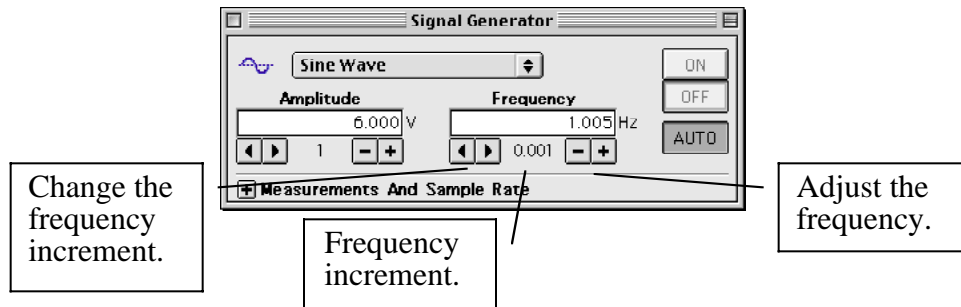 Signal Generator
Sine Wave
ON
OFF
AUTO
Amplitude
Frequency
6.000 V
1.005 Hz
1
0.001
Measurements And Sample Rate
Change the
frequency
increment.
Frequency
increment.
Adjust the
frequency.